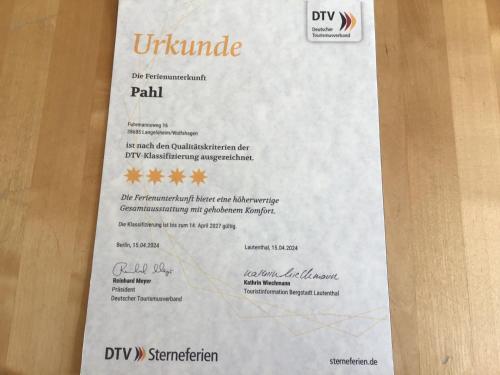 DTV
Deutscher
Tourismusverband
Urkunde
Die Ferienunterkunft
Pahl
Fuhrmannsweg 16
38685 Langelsheim/Wolfshagen
ist nach den Qualitätskriterien der
DTV-Klassifizierung ausgezeichnet.
Die Ferienunterkunft bietet eine höherwertige
Gesamtausstattung mit gehobenem Komfort.
Die Klassifizierung ist bis zum 14. April 2027 gültig.
Berlin, 15.04.2024
Reinhard Meyer
Präsident
Deutscher Tourismusverband
Lautenthal, 15.04.2024
Kathrin Wiechmann
Kathrin Wiechmann
Touristinformation Bergstadt Lautenthal
DTV Sterneferien
sterneferien.de